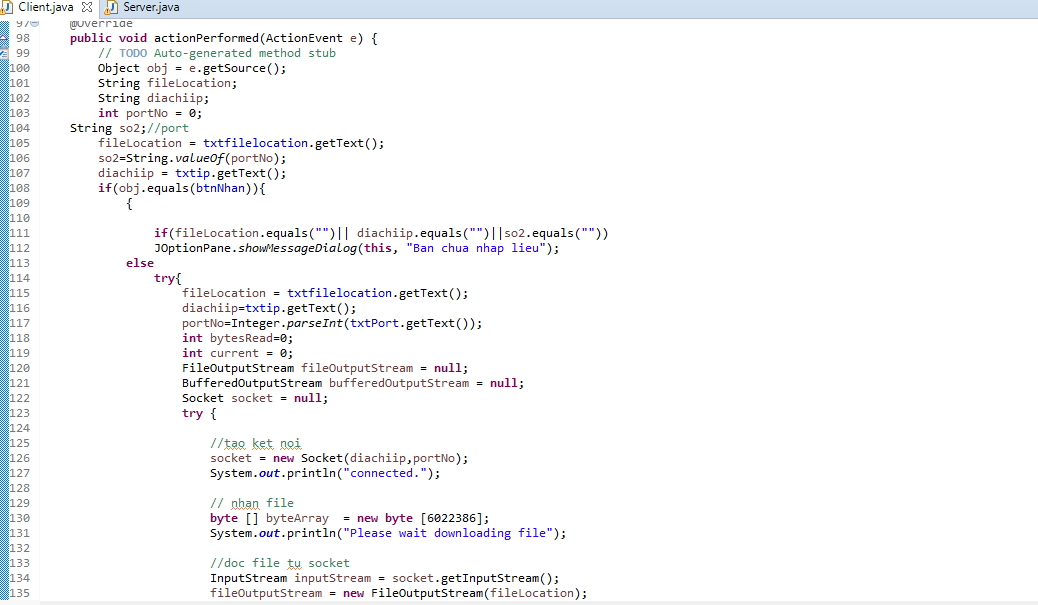 Client.java Server.java
97 @Override
98 public void actionPerformed(ActionEvent e) {
99 // TODO Auto-generated method stub
100 Object obj = e.getSource();
101 String fileLocation;
102 String diachiip;
103 int portNo = 0;
104 String so2;//port
105 fileLocation = txtfilelocation.getText();
106 so2=String.valueOf(portNo);
107 diachiip = txtip.getText();
108 if(obj.equals(btnNhan)){
109 {
110
111 if(fileLocation.equals("")|| diachiip.equals("")||so2.equals(""))
112 JOptionPane.showMessageDialog(this, "Ban chua nhap lieu");
113 else
114 try{
115 fileLocation = txtfilelocation.getText();
116 diachiip=txtip.getText();
117 portNo=Integer.parseInt(txtPort.getText());
118 int bytesRead=0;
119 int current = 0;
120 FileOutputStream fileOutputStream = null;
121 BufferedOutputStream bufferedOutputStream = null;
122 Socket socket = null;
123 try {
124
125 //tao ket noi
126 socket = new Socket(diachiip,portNo);
127 System.out.println("connected.");
128
129 // nhan file
130 byte [] byteArray  = new byte [6022386];
131 System.out.println("Please wait downloading file");
132
133 //doc file tu socket
134 InputStream inputStream = socket.getInputStream();
135 fileOutputStream = new FileOutputStream(fileLocation);